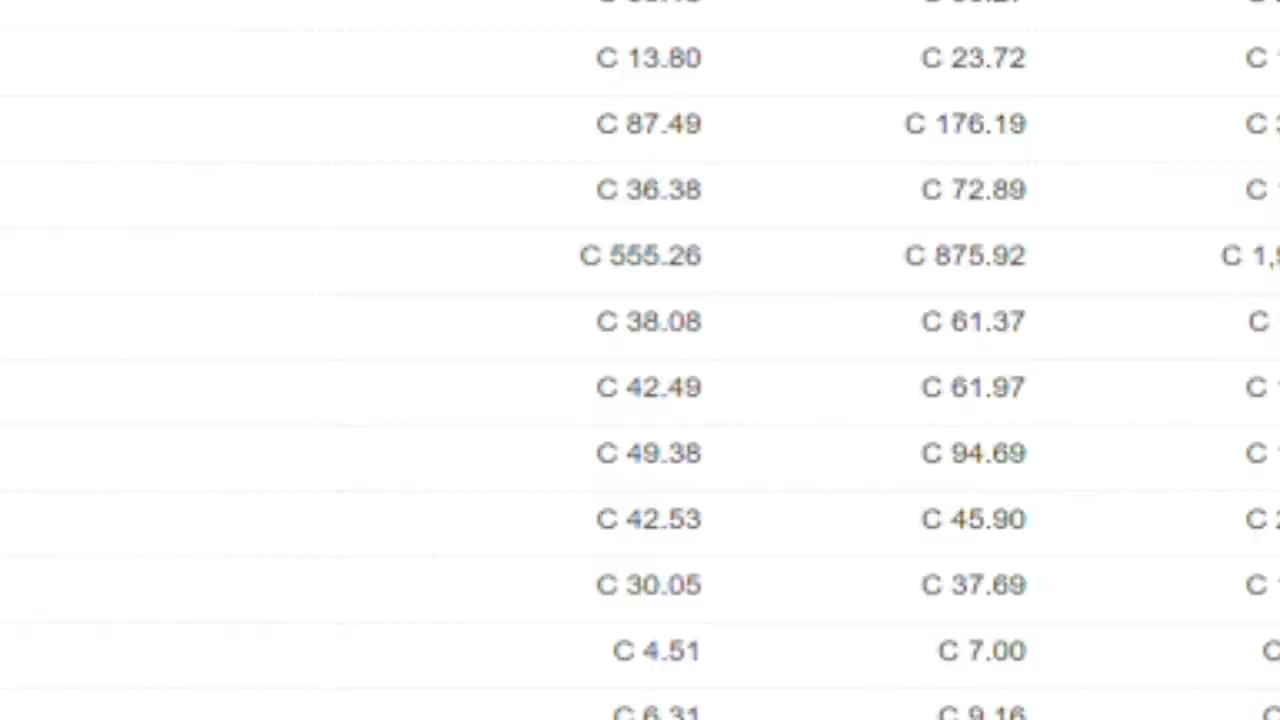 C 13.80 C 23.72 C
C 87.49 C 176.19 C
C 36.38 C 72.89 C
C 555.26 C 875.92 C 1,
C 38.08 C 61.37 C
C 42.49 C 61.97 C
C 49.38 C 94.69 C
C 42.53 C 45.90 C
C 30.05 C 37.69 C
C 4.51 C 7.00 C
C 6.31 C 9.16 C